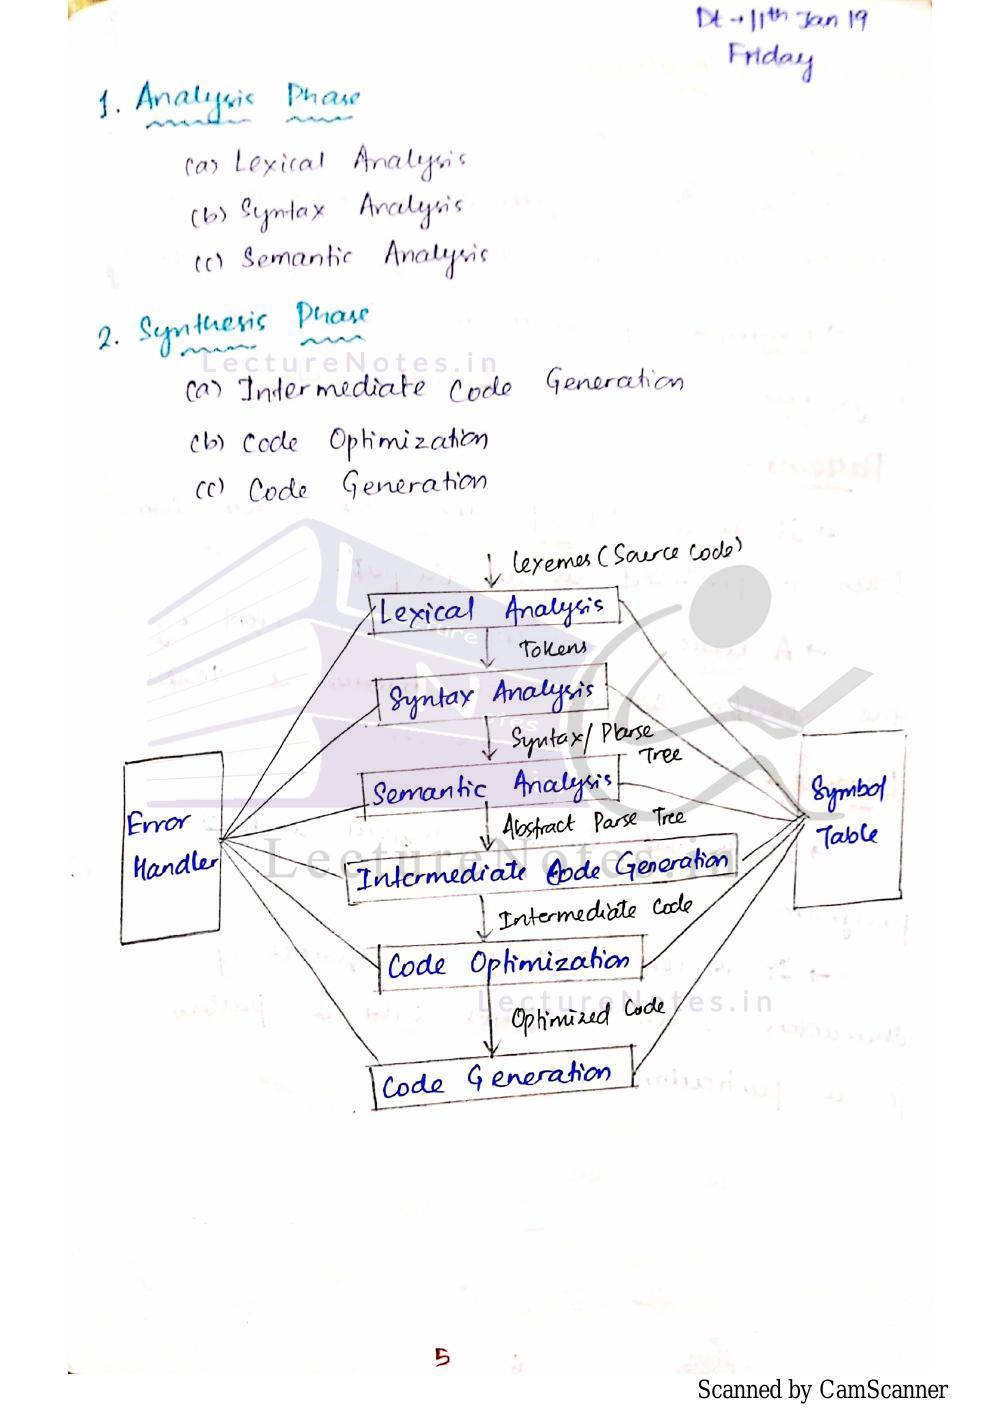 Dt → 11th Jan 19
Friday
1. Analysis Phase
(a) Lexical Analysis
(b) Syntax Analysis
(c) Semantic Analysis
2. Synthesis Phase
LectureNotes.in
(a) Intermediate Code Generation
(b) Code Optimization
(c) Code Generation
Lexemes (Source Code)
Lexical Analysis
Tokens
Syntax Analysis
Syntax/ Parse
Tree
Semantic Analysis
Abstract Parse Tree
Error
Handler
Symbol
Table
LectureNotes.in
Intermediate Code Generation
Intermediate Code
Code Optimization
LectureNotes.in
Optimized Code
Code Generation
5
Scanned by CamScanner